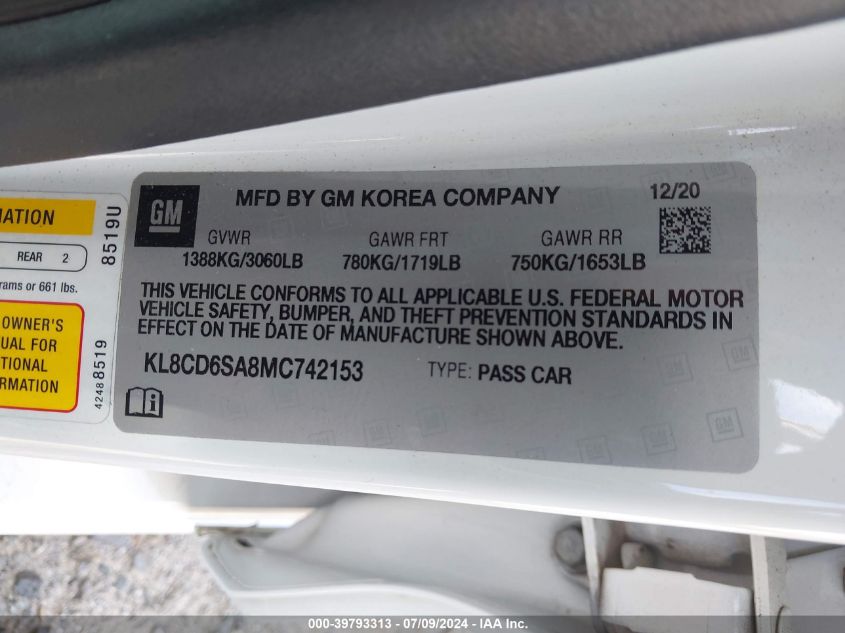 MATION
REAR 2
grams or 661 lbs.
OWNER'S
UAL FOR
TIONAL
RMATION
8519U
42488519
GM
MFD BY GM KOREA COMPANY
12/20
GVWR GAWR FRT GAWR RR
1388KG/3060LB 780KG/1719LB 750KG/1653LB
THIS VEHICLE CONFORMS TO ALL APPLICABLE U.S. FEDERAL MOTOR
VEHICLE SAFETY, BUMPER, AND THEFT PREVENTION STANDARDS IN
EFFECT ON THE DATE OF MANUFACTURE SHOWN ABOVE.
KL8CD6SA8MC742153 TYPE: PASS CAR
000-39793313 - 07/09/2024 - IAA Inc.